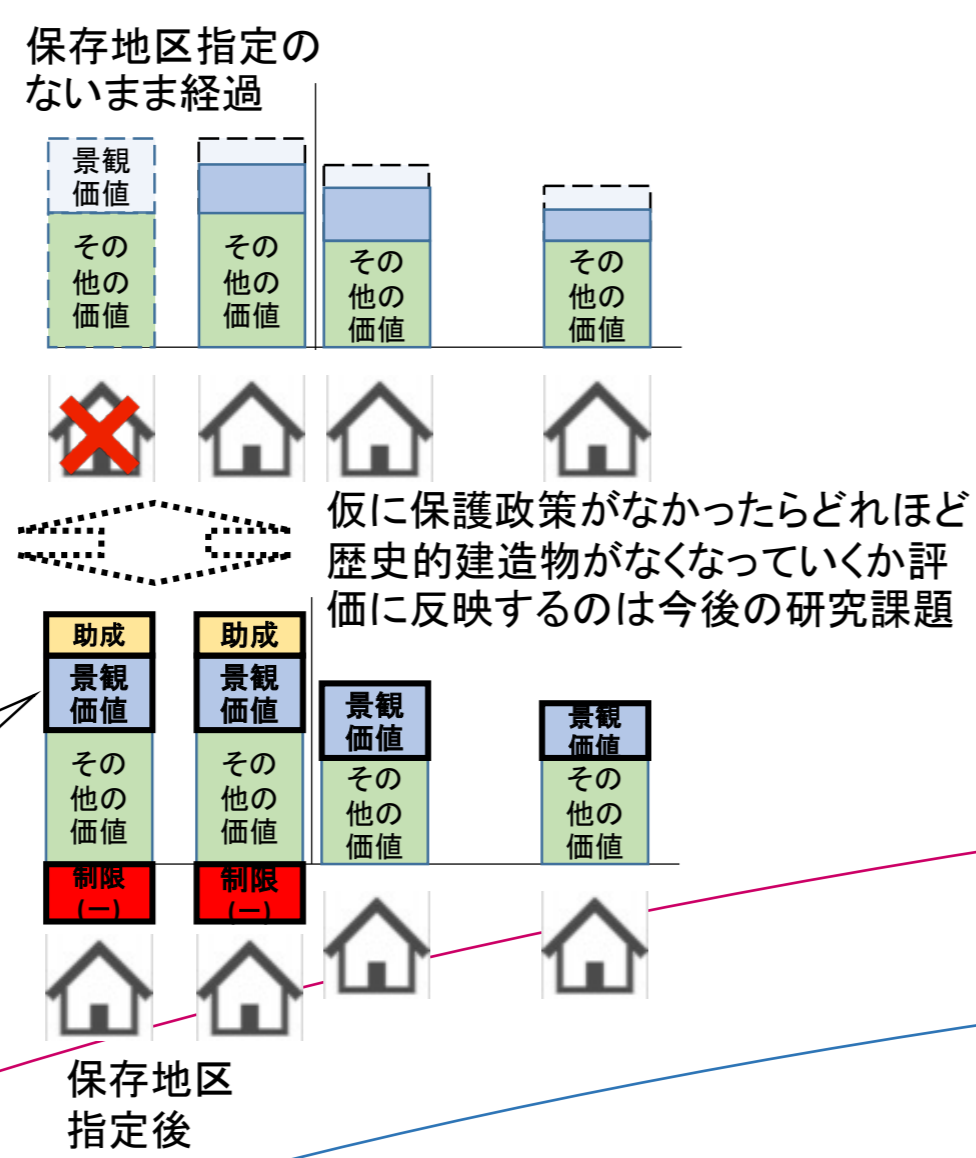 保存地区指定の
ないまま経過
景観
価値
その
他の
価値
その
他の
価値
その
他の
価値
その
他の
価値
仮に保護政策がなかったらどれほど
歴史的建造物がなくなっていくか評
価に反映するのは今後の研究課題
助成
景観
価値
その
他の
価値
制限
(―)
助成
景観
価値
その
他の
価値
制限
(―)
景観
価値
その
他の
価値
景観
価値
その
他の
価値
保存地区
指定後